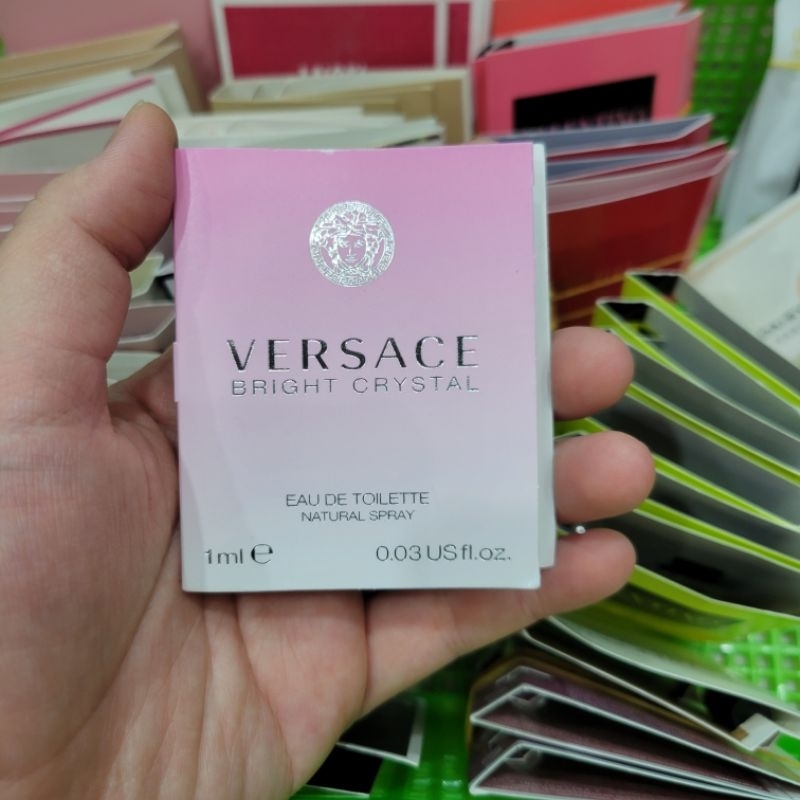 VERSACE
BRIGHT CRYSTAL
EAU DE TOILETTE
NATURAL SPRAY
1ml ℮
0.03 US fl.oz.